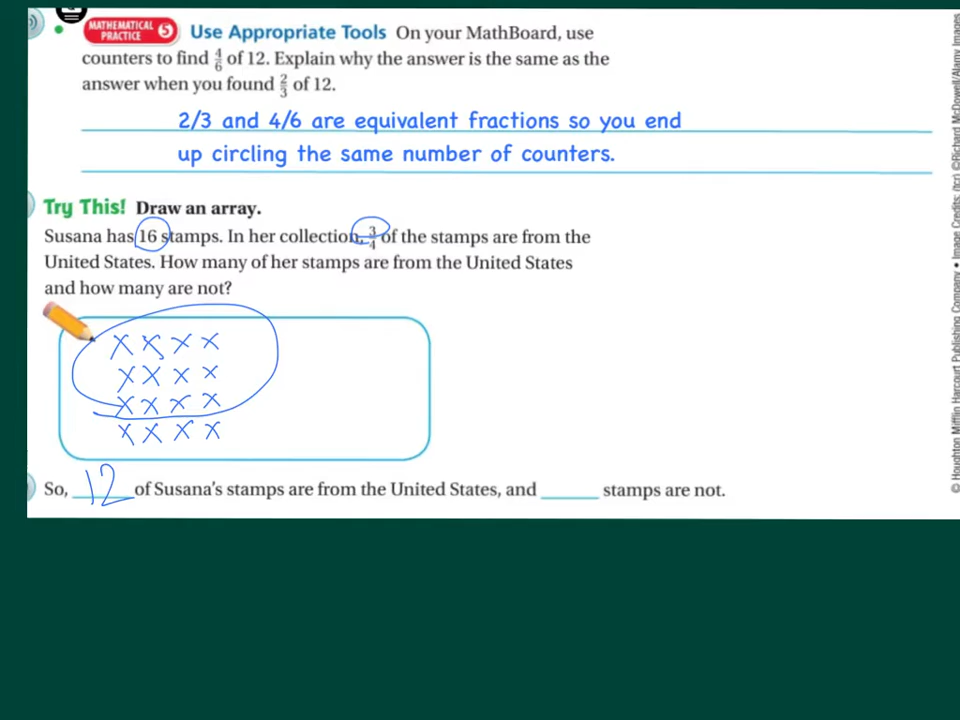 MATHEMATICAL PRACTICE 5 Use Appropriate Tools On your MathBoard, use
counters to find 4/6 of 12. Explain why the answer is the same as the
answer when you found 2/3 of 12.
2/3 and 4/6 are equivalent fractions so you end
up circling the same number of counters.
Try This! Draw an array.
Susana has 16 stamps. In her collection, 3/4 of the stamps are from the
United States. How many of her stamps are from the United States
and how many are not?
X X X X
X X X X
X X X X
X X X X
So, 12 of Susana's stamps are from the United States, and ______ stamps are not.
© Houghton Mifflin Harcourt Publishing Company • Image Credits: (tcr) ©Richard McDowell/Alamy Images